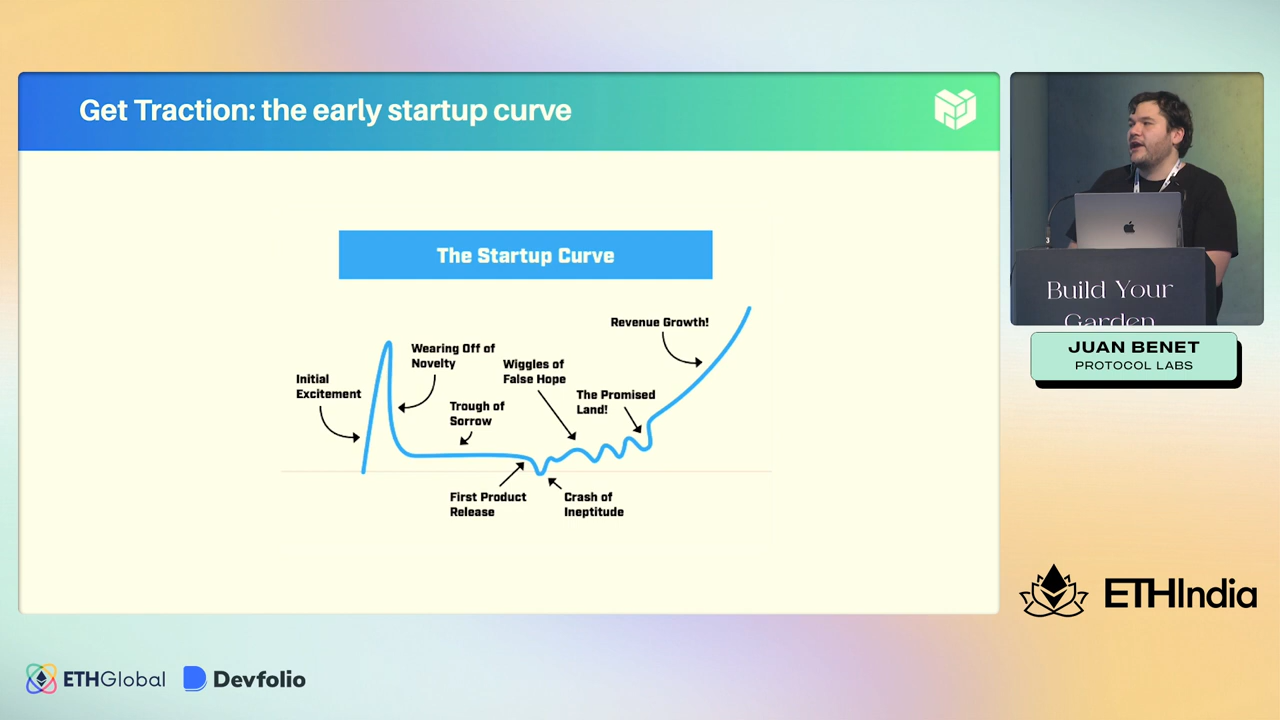 Get Traction: the early startup curve
The Startup Curve
Initial
Excitement
Wearing Off of
Novelty
Trough of
Sorrow
Wiggles of
False Hope
The Promised
Land!
Revenue Growth!
First Product
Release
Crash of
Ineptitude
Build Your
Garden
JUAN BENET
PROTOCOL LABS
ETHIndia
ETHGlobal
Devfolio